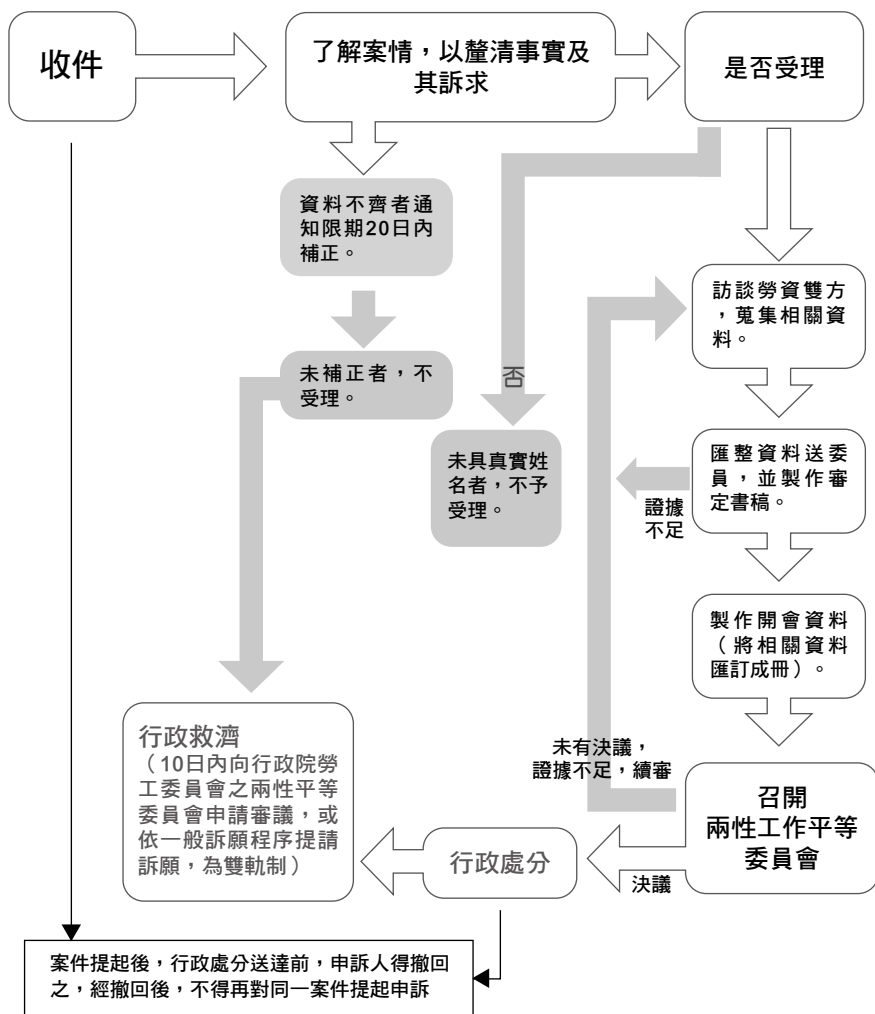 收件
了解案情，以釐清事實及
其訴求
是否受理
資料不齊者通
知限期20日內
補正。
訪談勞資雙方
，蒐集相關資
料。
未補正者，不
受理。
否
未具真實姓
名者，不予
受理。
匯整資料送委
員，並製作審
定書稿。
證據
不足
製作開會資料
（將相關資料
匯訂成冊）。
行政救濟
（10日內向行政院勞
工委員會之兩性平等
委員會申請審議，或
依一般訴願程序提請
訴願，為雙軌制）
未有決議，
證據不足，續審
召開
兩性工作平等
委員會
行政處分
決議
案件提起後，行政處分送達前，申訴人得撤回
之，經撤回後，不得再對同一案件提起申訴